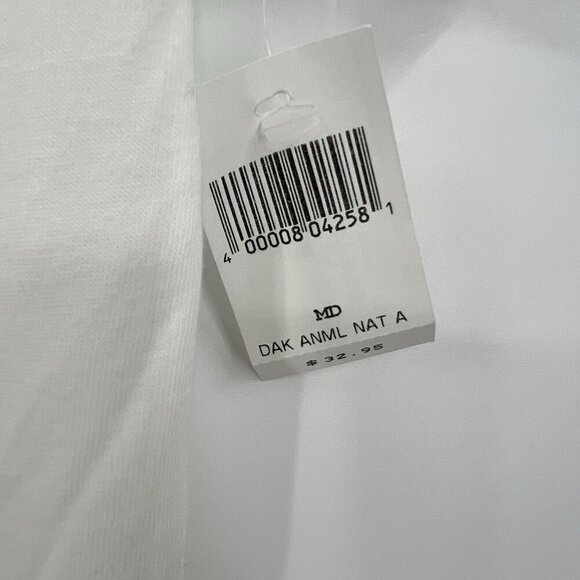 4 00008 04258 1
MD
DAK ANML NAT A
$ 32.95